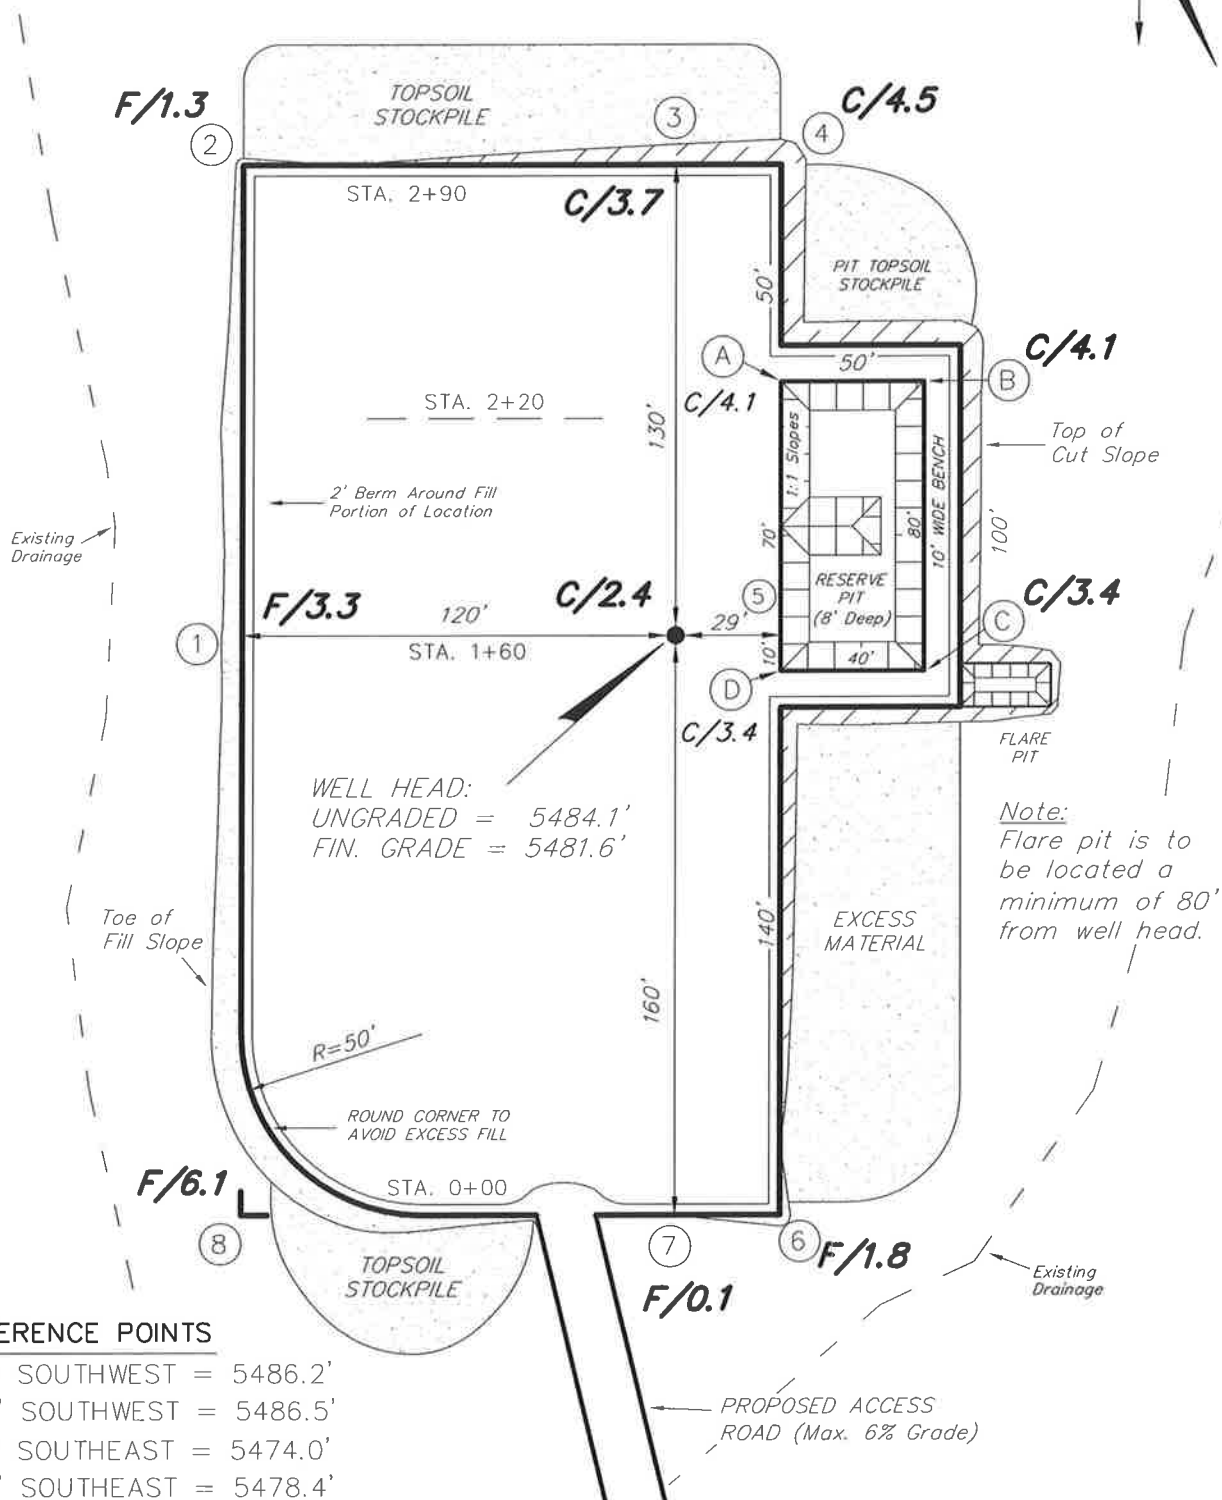 TOPSOIL
STOCKPILE
F/1.3
2
3
4
C/4.5
STA. 2+90
C/3.7
PIT TOPSOIL
STOCKPILE
50'
A
50'
C/4.1
B
C/4.1
STA. 2+20
130'
1:1 Slopes
Top of
Cut Slope
2' Berm Around Fill
Portion of Location
Existing
Drainage
70'
80'
10' WIDE BENCH
100'
RESERVE
PIT
(8' Deep)
F/3.3
120'
C/2.4
5
29'
C/3.4
C
1
STA. 1+60
10'
40'
D
C/3.4
FLARE
PIT
WELL HEAD:
UNGRADED = 5484.1'
FIN. GRADE = 5481.6'
Note:
Flare pit is to
be located a
minimum of 80'
from well head.
Toe of
Fill Slope
EXCESS
MATERIAL
140'
160'
R=50'
ROUND CORNER TO
AVOID EXCESS FILL
F/6.1
STA. 0+00
8
7
6
F/1.8
TOPSOIL
STOCKPILE
F/0.1
Existing
Drainage
ERENCE POINTS
SOUTHWEST = 5486.2'
' SOUTHWEST = 5486.5'
SOUTHEAST = 5474.0'
' SOUTHEAST = 5478.4'
PROPOSED ACCESS
ROAD (Max. 6% Grade)